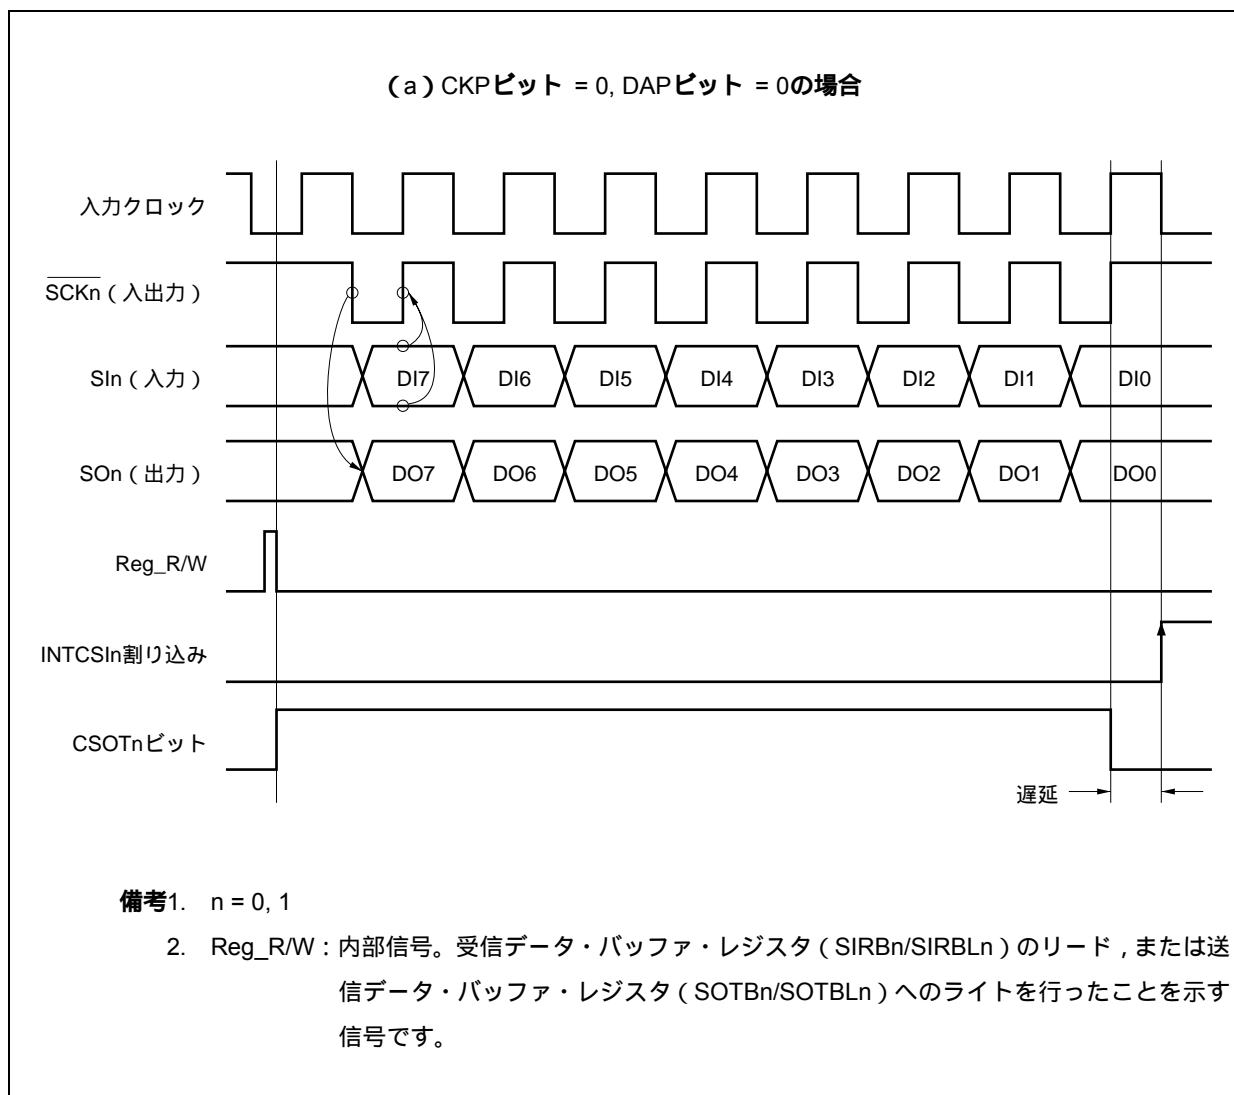 (a)CKPビット = 0, DAPビット = 0の場合
入力クロック
SCKn(入出力)
SIn(入力)
DI7 DI6 DI5 DI4 DI3 DI2 DI1 DI0
SOn(出力)
DO7 DO6 DO5 DO4 DO3 DO2 DO1 DO0
Reg_R/W
INTCSIn割り込み
CSOTnビット
遅延
備考1. n = 0, 1
2. Reg_R/W:内部信号。受信データ・バッファ・レジスタ(SIRBn/SIRBLn)のリード,または送
信データ・バッファ・レジスタ(SOTBn/SOTBLn)へのライトを行ったことを示す
信号です。